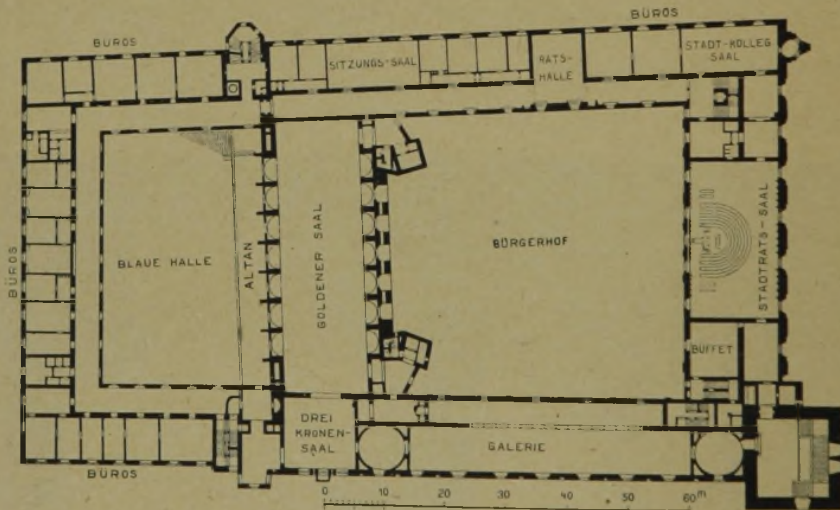 BÜROS
BÜROS
SITZUNGS-SAAL
RATS-
HALLE
STADT-KOLLEG
SAAL
BÜROS
BLAUE HALLE
ALTAN
GOLDENER SAAL
BÜRGERHOF
STADTRATS-SAAL
BÜFFET
DREI
KRONEN-
SAAL
GALERIE
BÜROS
0 10 20 30 40 50 60m